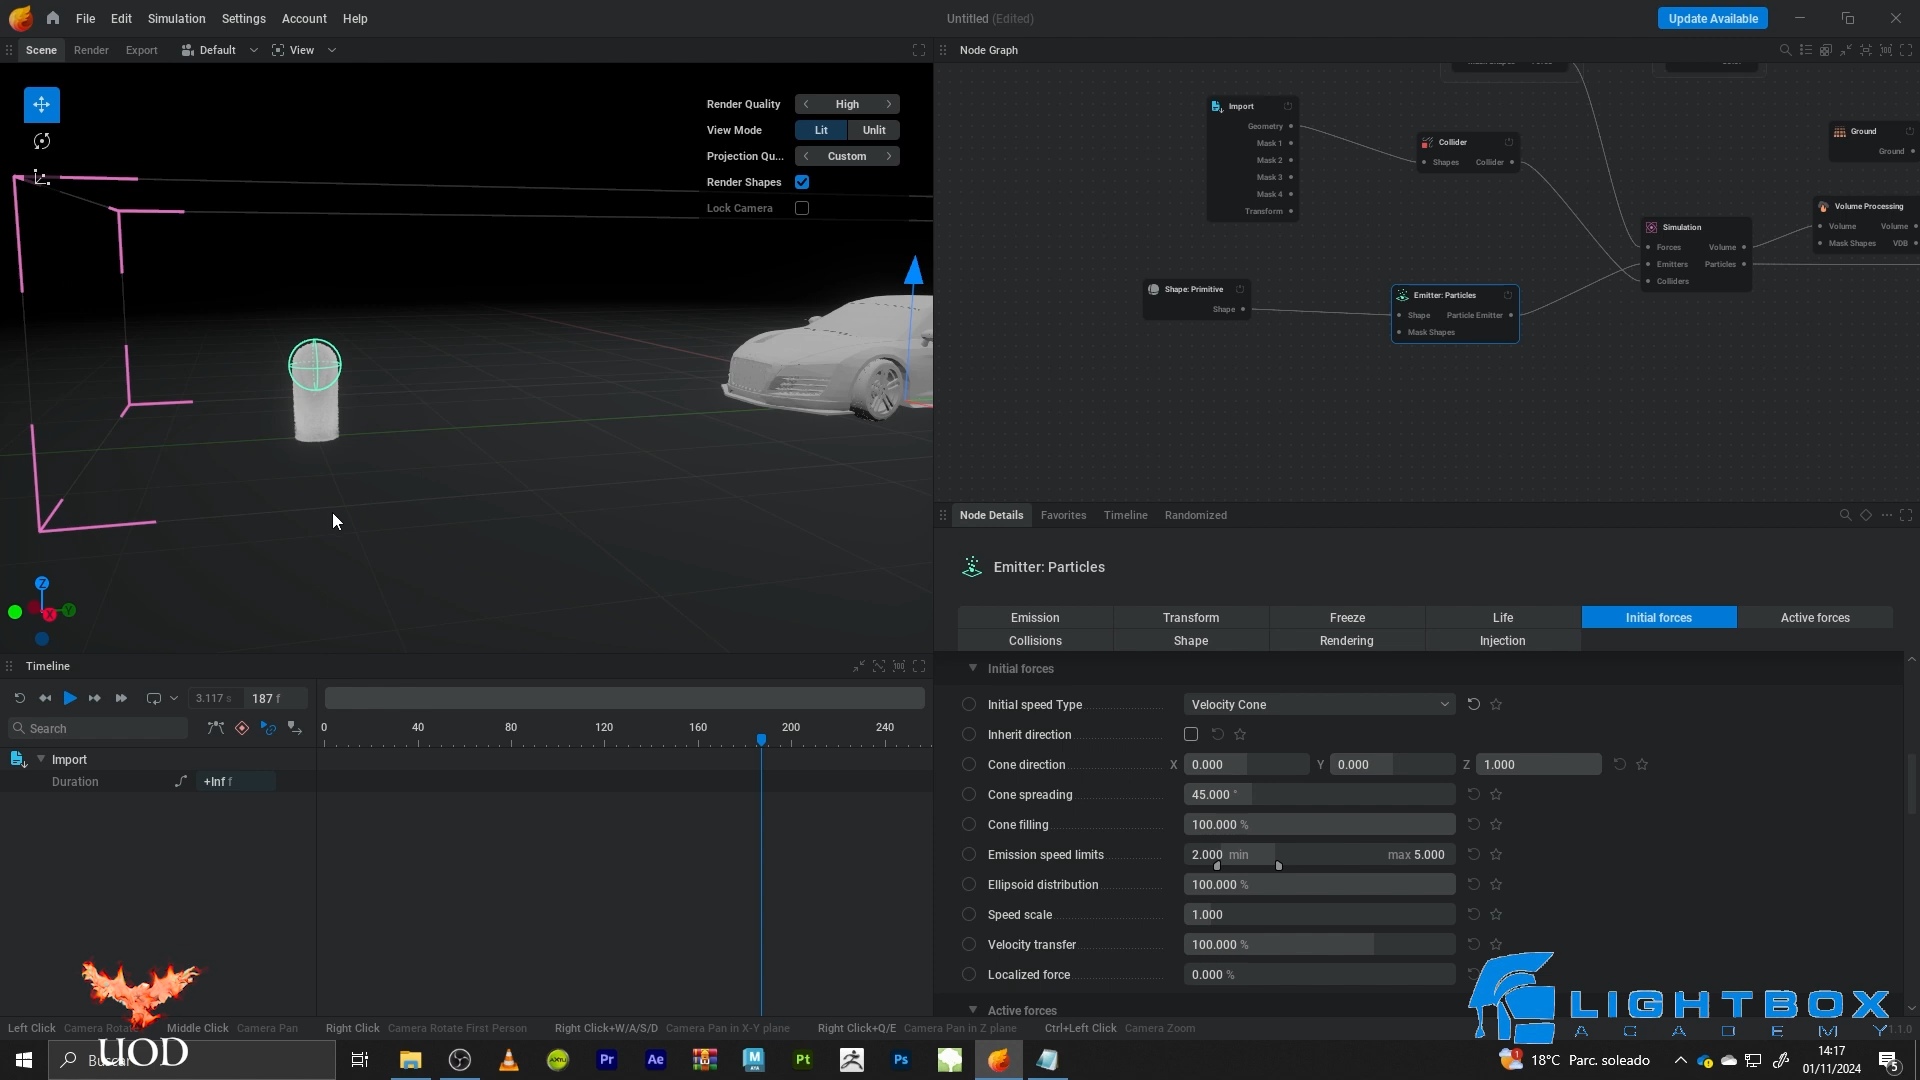 File Edit Simulation Settings Account Help
Untitled (Edited)
Update Available
Scene Render Export Default View
Node Graph
Render Quality High
View Mode Lit Unlit
Projection Qu... Custom
Render Shapes
Lock Camera
Import
Geometry
Mask 1
Mask 2
Mask 3
Mask 4
Transform
Collider
Shapes Collider
Ground
Ground
Simulation
Forces Volume
Emitters Particles
Colliders
Volume Processing
Volume Volume
Mask Shapes VDB
Shape: Primitive
Shape
Emitter: Particles
Shape Particle Emitter
Mask Shapes
Z
X
Y
Node Details Favorites Timeline Randomized
Emitter: Particles
Emission Transform Freeze Life Initial forces Active forces
Collisions Shape Rendering Injection
Initial forces
Initial speed Type Velocity Cone
Inherit direction
Cone direction X 0.000 Y 0.000 Z 1.000
Cone spreading 45.000 °
Cone filling 100.000 %
Emission speed limits 2.000 min max 5.000
Ellipsoid distribution 100.000 %
Speed scale 1.000
Velocity transfer 100.000 %
Localized force 0.000 %
Active forces
Timeline
3.117 s 187 f
Search
0 40 80 120 160 200 240
Import
Duration +Inf f
Left Click Camera Rotate Middle Click Camera Pan Right Click Camera Rotate First Person Right Click+W/A/S/D Camera Pan in X-Y plane Right Click+Q/E Camera Pan in Z plane Ctrl+Left Click Camera Zoom
UOD
LIGHTBOX
ACADEMY
1.1.0
Pr Ae M Pt Ps
18°C Parc. soleado
14:17
01/11/2024
5